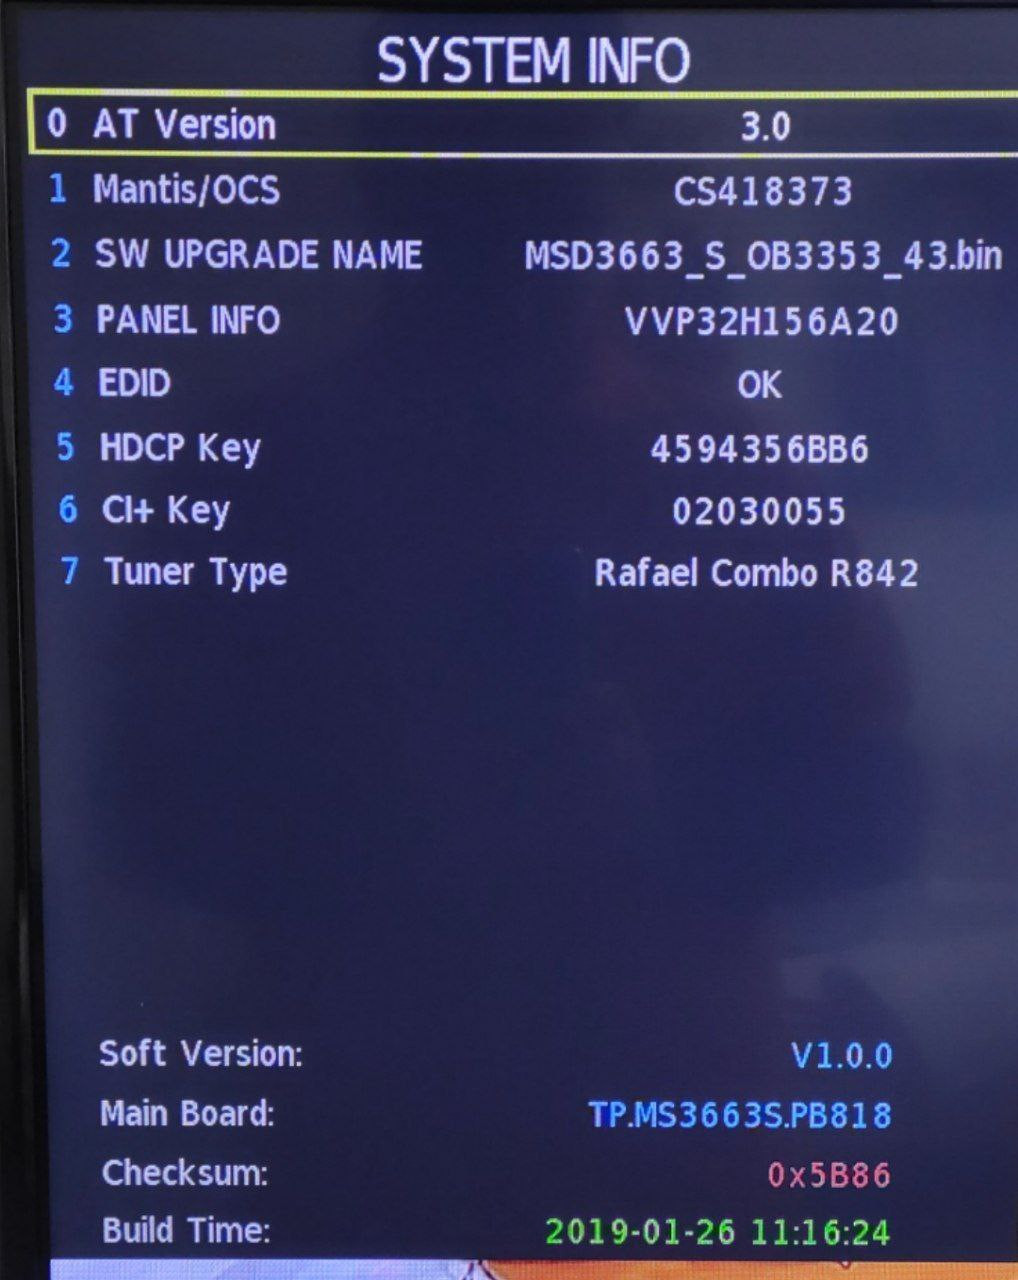 SYSTEM INFO
0 AT Version 3.0
1 Mantis/OCS CS418373
2 SW UPGRADE NAME MSD3663_S_OB3353_43.bin
3 PANEL INFO VVP32H156A20
4 EDID OK
5 HDCP Key 4594356BB6
6 CI+ Key 02030055
7 Tuner Type Rafael Combo R842
Soft Version: V1.0.0
Main Board: TP.MS3663S.PB818
Checksum: 0x5B86
Build Time: 2019-01-26 11:16:24